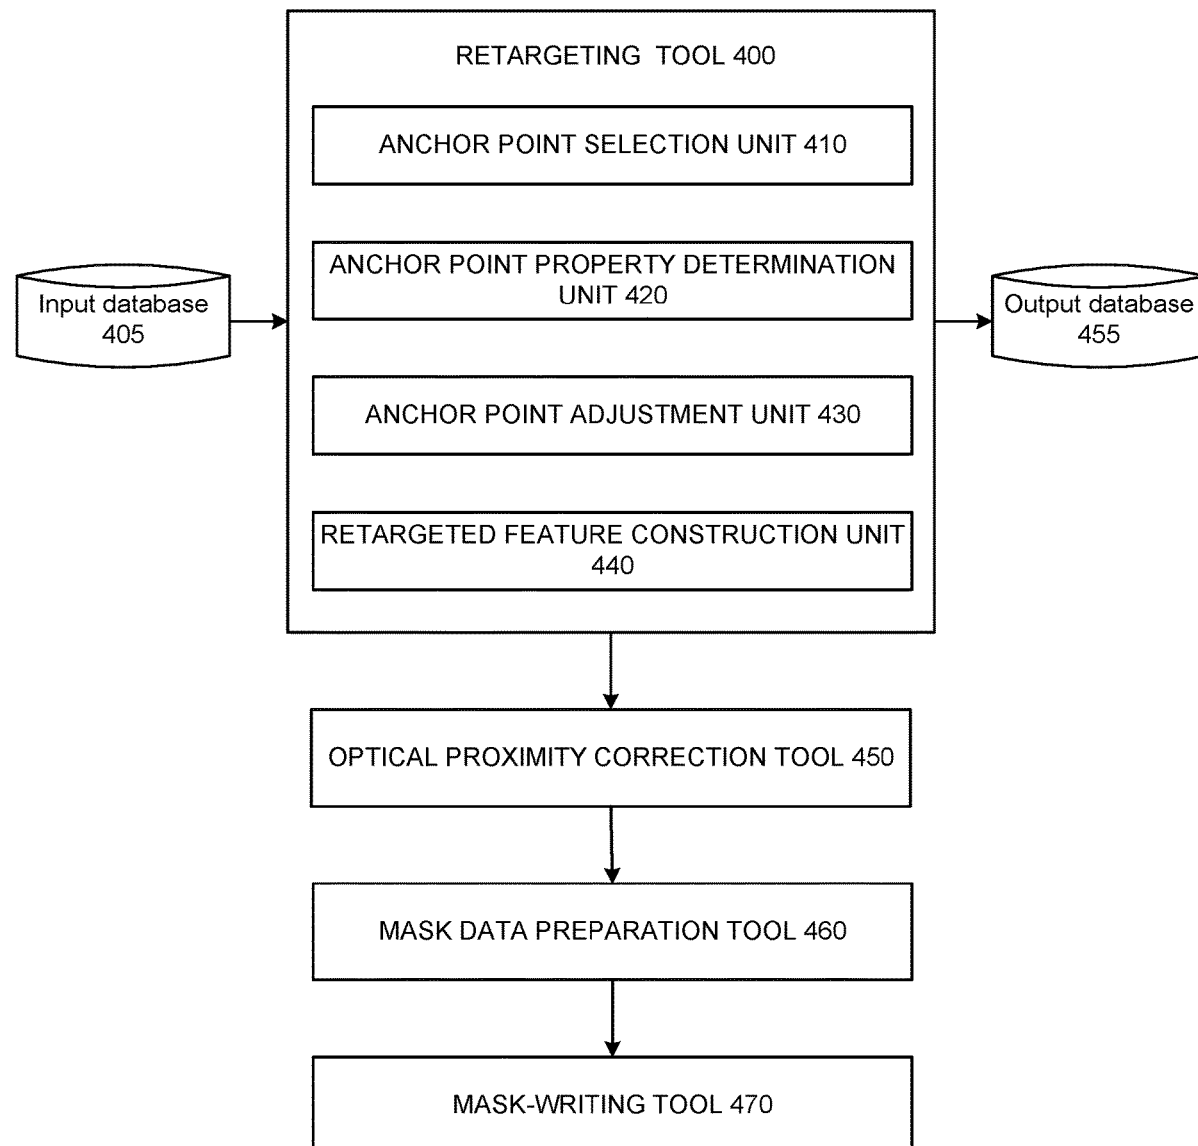 RETARGETING TOOL 400
ANCHOR POINT SELECTION UNIT 410
ANCHOR POINT PROPERTY DETERMINATION
UNIT 420
Input database
405
Output database
455
ANCHOR POINT ADJUSTMENT UNIT 430
RETARGETED FEATURE CONSTRUCTION UNIT
440
OPTICAL PROXIMITY CORRECTION TOOL 450
MASK DATA PREPARATION TOOL 460
MASK-WRITING TOOL 470